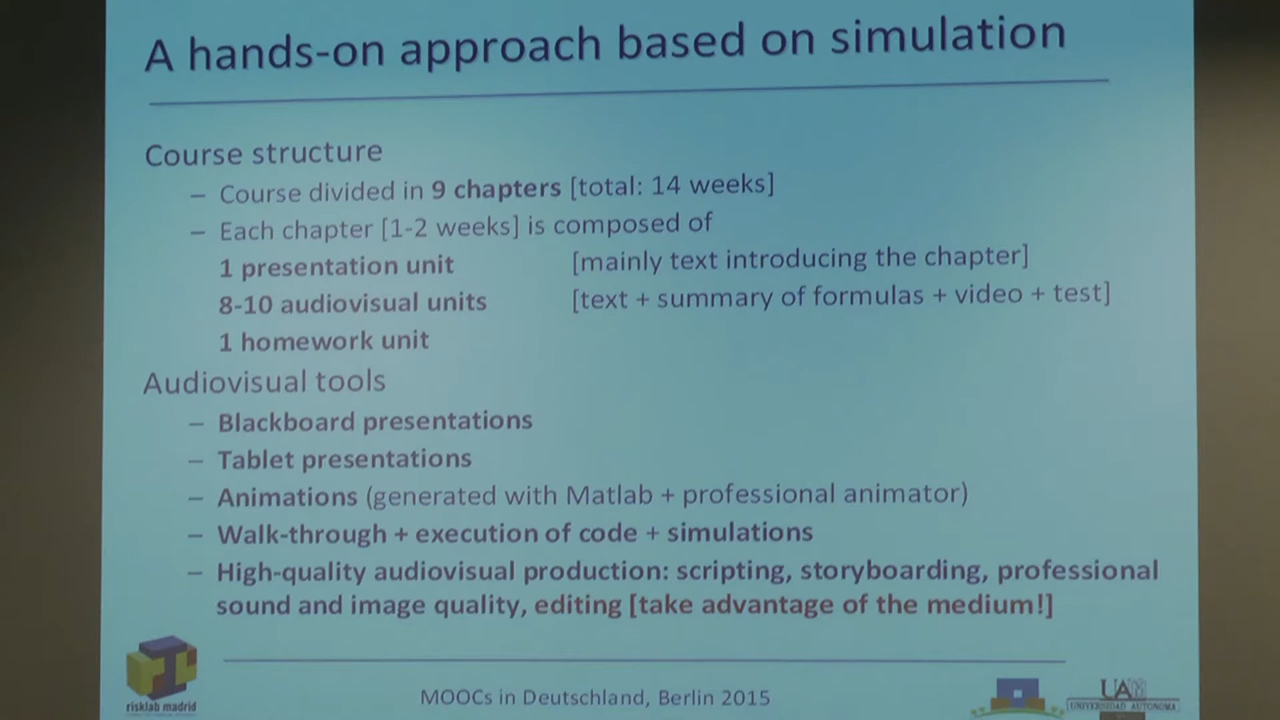 A hands-on approach based on simulation
Course structure
– Course divided in 9 chapters [total: 14 weeks]
– Each chapter [1-2 weeks] is composed of
1 presentation unit [mainly text introducing the chapter]
8-10 audiovisual units [text + summary of formulas + video + test]
1 homework unit
Audiovisual tools
– Blackboard presentations
– Tablet presentations
– Animations (generated with Matlab + professional animator)
– Walk-through + execution of code + simulations
– High-quality audiovisual production: scripting, storyboarding, professional
sound and image quality, editing [take advantage of the medium!]
risklab madrid
MOOCs in Deutschland, Berlin 2015
UAM
UNIVERSIDAD AUTONOMA